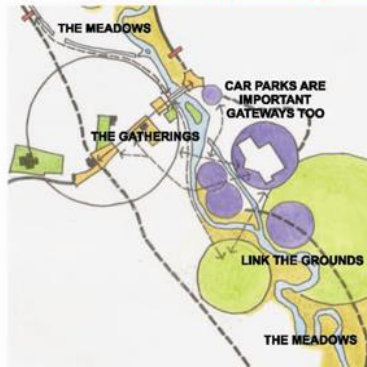 THE MEADOWS
CAR PARKS ARE
IMPORTANT
GATEWAYS TOO
THE GATHERINGS
LINK THE GROUNDS
THE MEADOWS